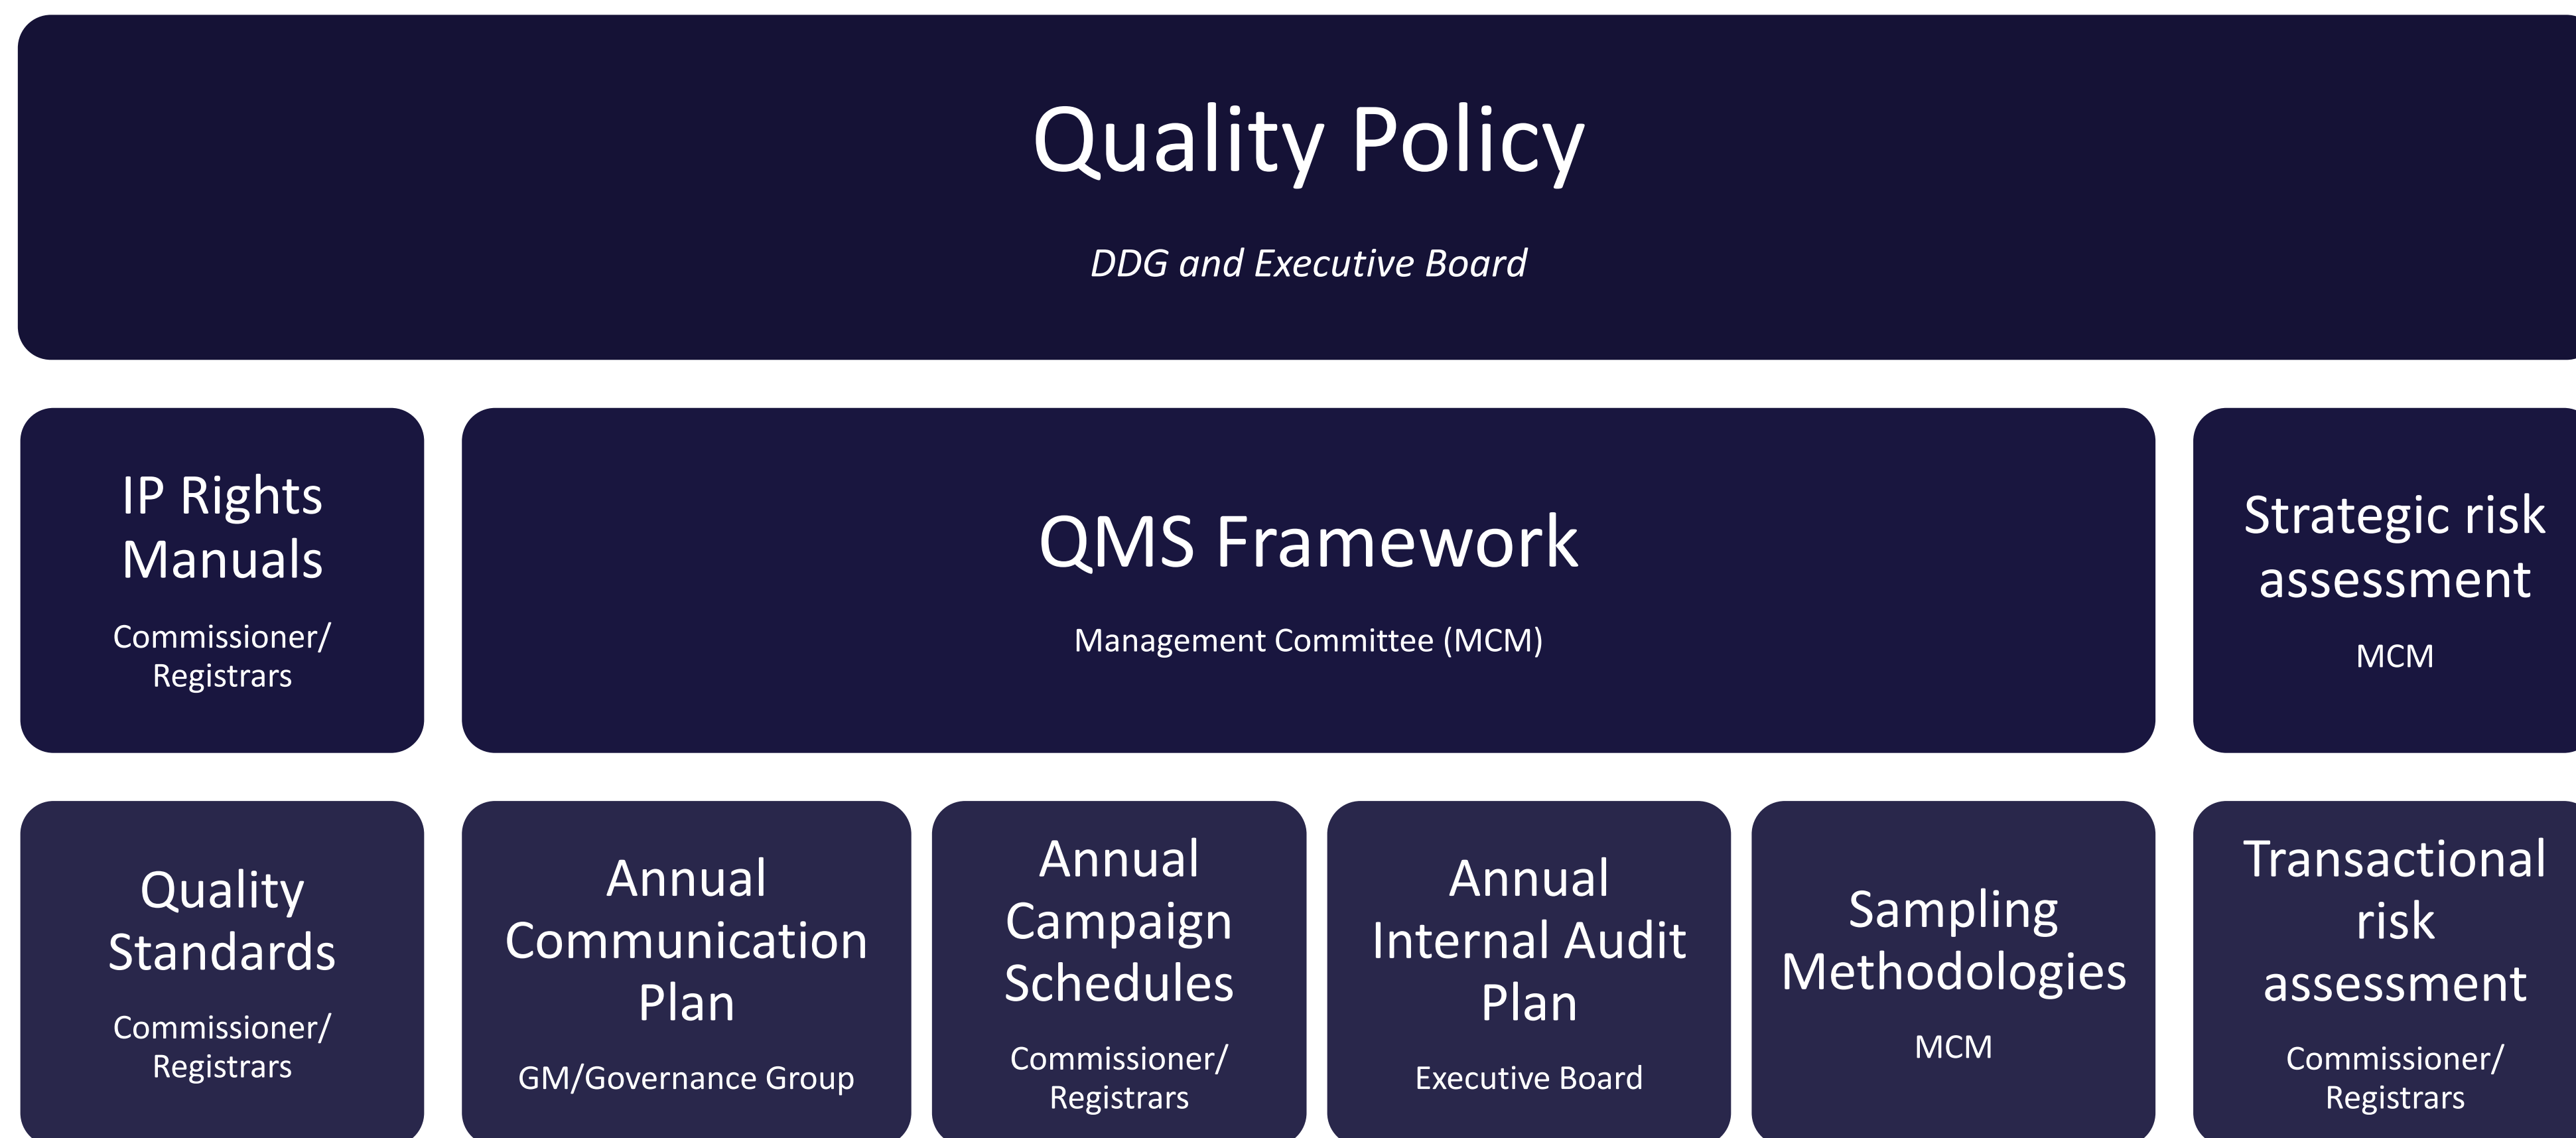 Quality Policy
DDG and Executive Board
IP Rights
Manuals
Commissioner/
Registrars
QMS Framework
Management Committee (MCM)
Strategic risk
assessment
MCM
Quality
Standards
Commissioner/
Registrars
Annual
Communication
Plan
GM/Governance Group
Annual
Campaign
Schedules
Commissioner/
Registrars
Annual
Internal Audit
Plan
Executive Board
Sampling
Methodologies
MCM
Transactional
risk
assessment
Commissioner/
Registrars